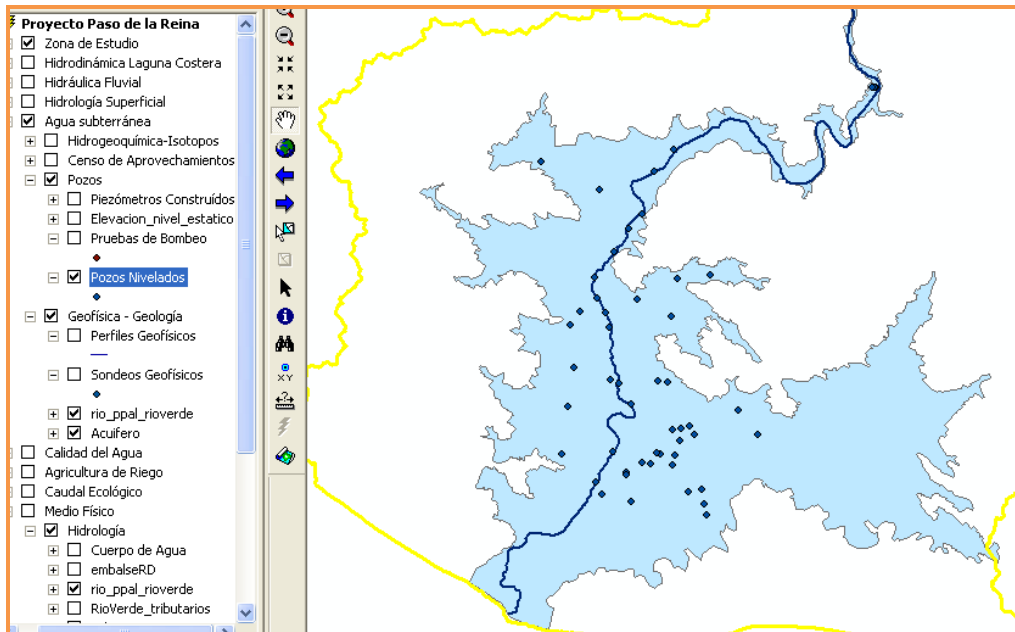 Proyecto Paso de la Reina
Zona de Estudio
Hidrodinámica Laguna Costera
Hidráulica Fluvial
Hidrología Superficial
Agua subterránea
Hidrogeoquímica-Isotopos
Censo de Aprovechamientos
Pozos
Piezómetros Construídos
Elevacion_nivel_estatico
Pruebas de Bombeo
Pozos Nivelados
Geofísica - Geología
Perfiles Geofísicos
Sondeos Geofísicos
rio_ppal_rioverde
Acuifero
Calidad del Agua
Agricultura de Riego
Caudal Ecológico
Medio Físico
Hidrología
Cuerpo de Agua
embalseRD
rio_ppal_rioverde
RioVerde_tributarios
XY